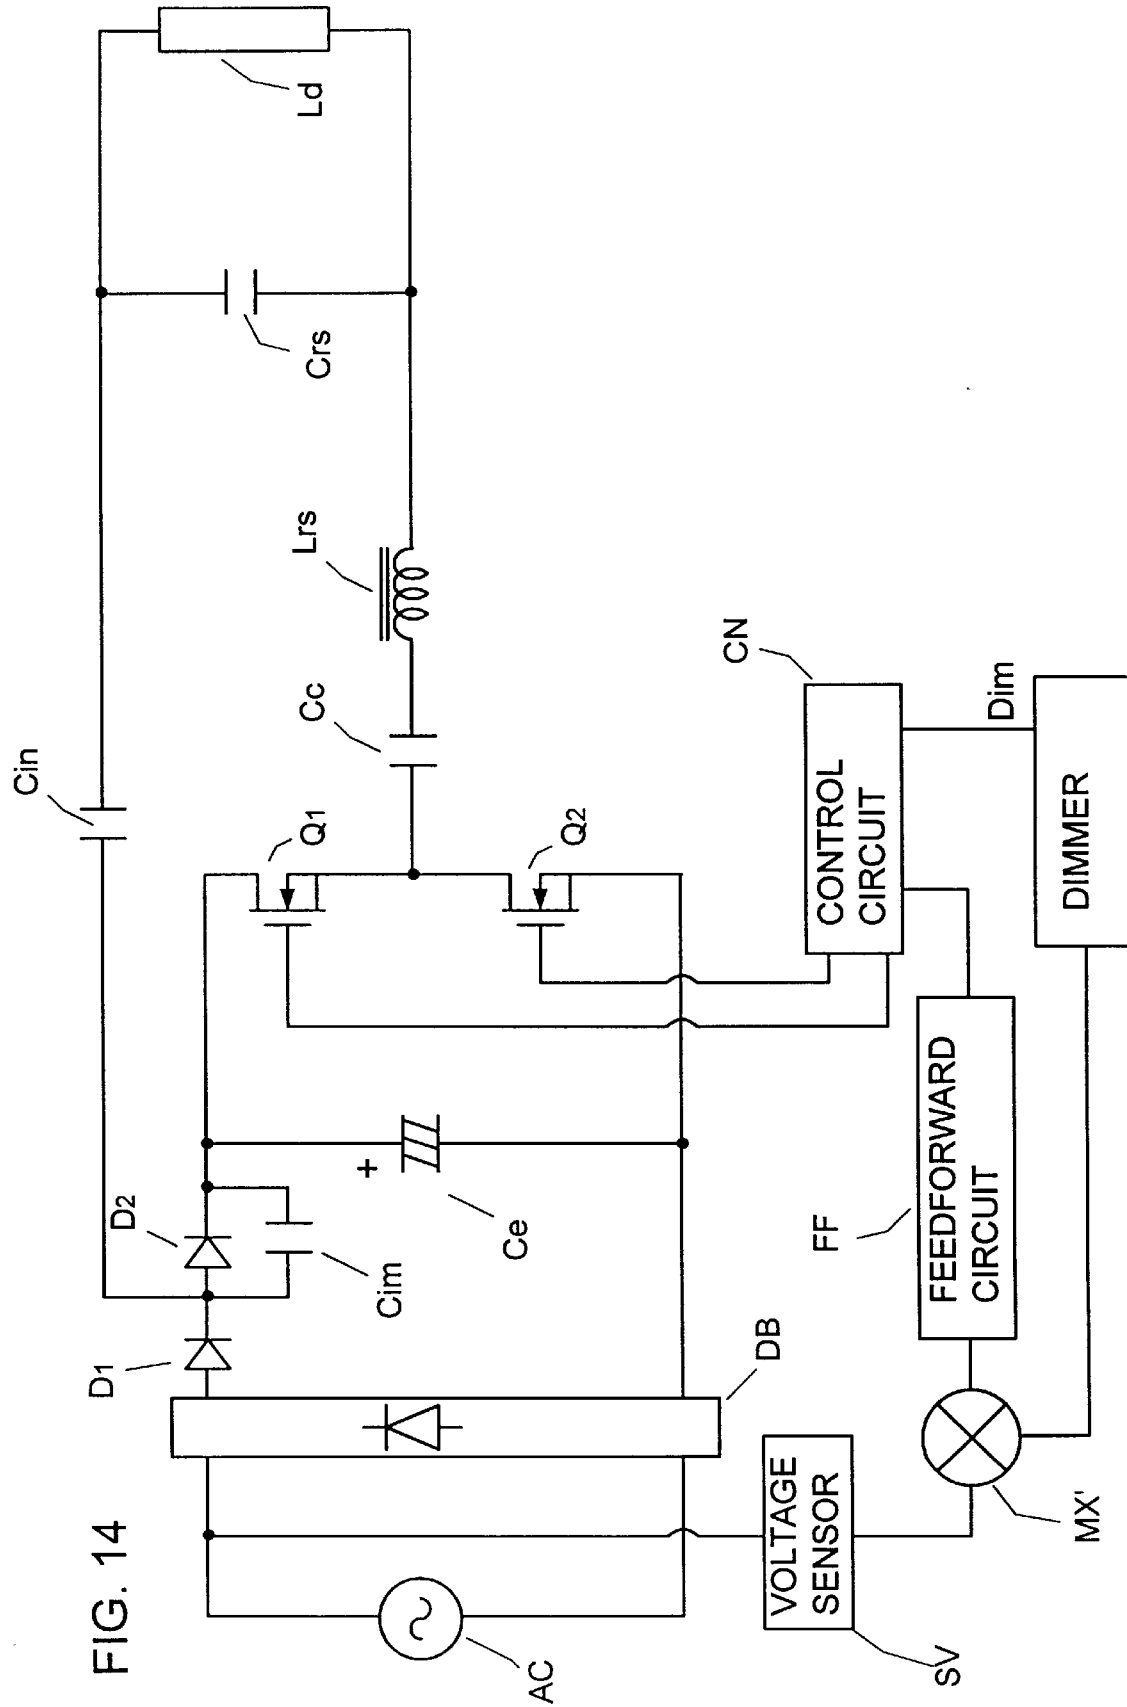 FIG. 14
Cin
Ld
Crs
Lrs
Cc
Q1
Q2
D1
D2
Cim
+
Ce
DB
AC
CN
CONTROL
CIRCUIT
Dim
DIMMER
FF
FEEDFORWARD
CIRCUIT
VOLTAGE
SENSOR
SV
MX'